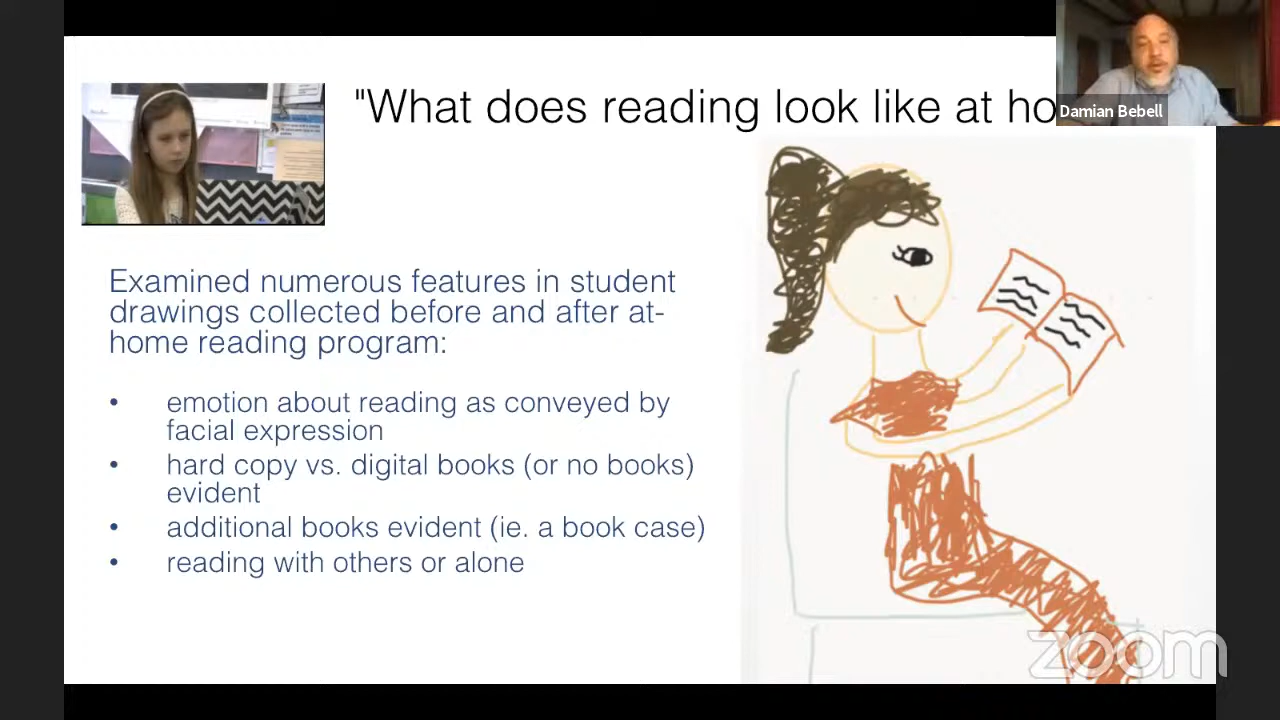 "What does reading look like at ho
Damian Bebell
Examined numerous features in student
drawings collected before and after at-
home reading program:
• emotion about reading as conveyed by
facial expression
• hard copy vs. digital books (or no books)
evident
• additional books evident (ie. a book case)
• reading with others or alone
zoom